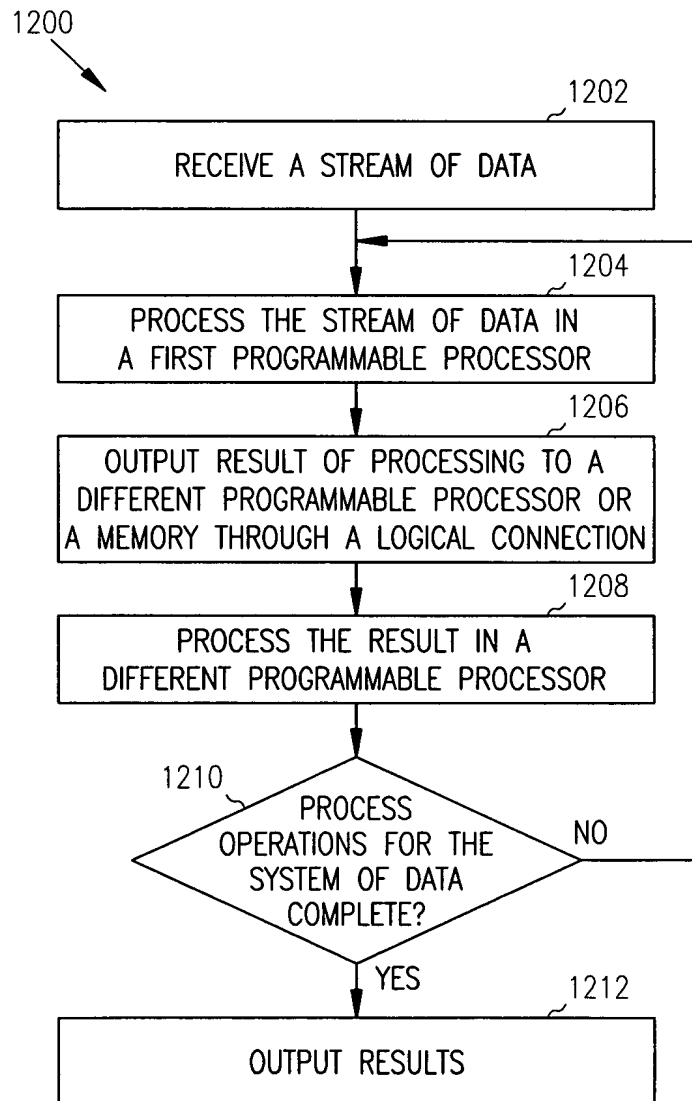 1200
1202
RECEIVE A STREAM OF DATA
1204
PROCESS THE STREAM OF DATA IN
A FIRST PROGRAMMABLE PROCESSOR
1206
OUTPUT RESULT OF PROCESSING TO A
DIFFERENT PROGRAMMABLE PROCESSOR OR
A MEMORY THROUGH A LOGICAL CONNECTION
1208
PROCESS THE RESULT IN A
DIFFERENT PROGRAMMABLE PROCESSOR
1210
PROCESS
OPERATIONS FOR THE
SYSTEM OF DATA
COMPLETE?
NO
YES
1212
OUTPUT RESULTS